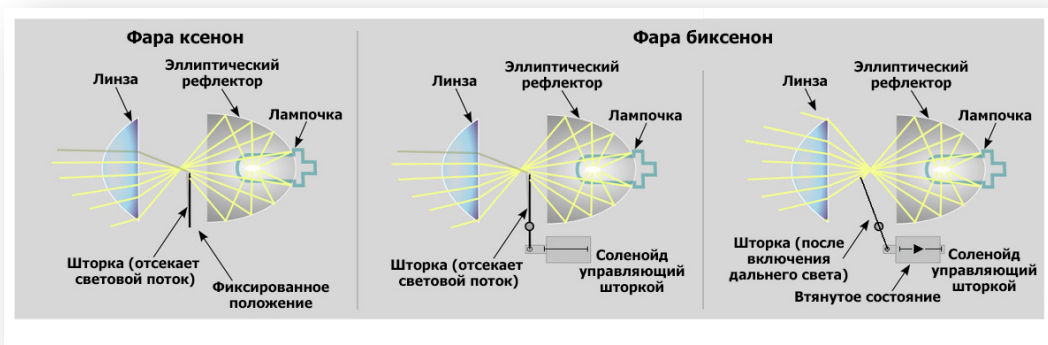 Фара ксенон
Линза
Эллиптический
рефлектор
Лампочка
Шторка (отсекает
световой поток)
Фиксированное
положение
Фара биксенон
Линза
Эллиптический
рефлектор
Лампочка
Шторка (отсекает
световой поток)
Соленойд
управляющий
шторкой
Линза
Эллиптический
рефлектор
Лампочка
Шторка (после
включения
дальнего света)
Соленойд
управляющий
шторкой
Втянутое состояние